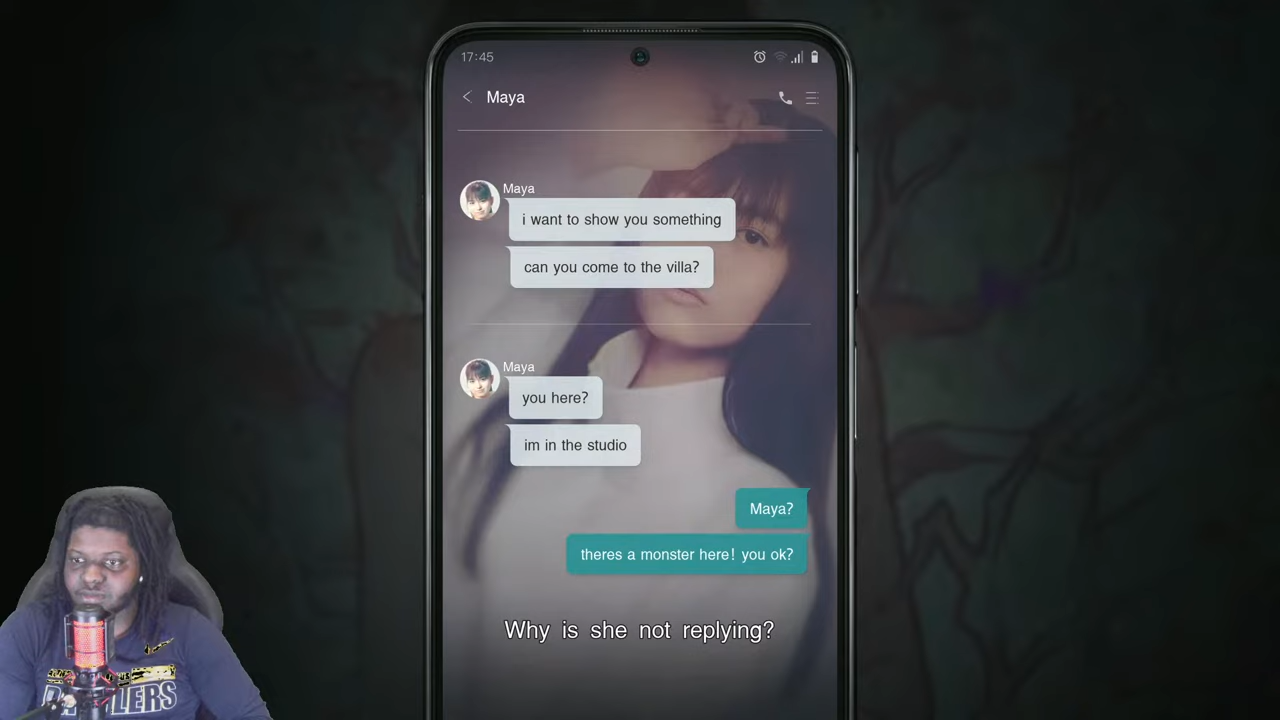 17:45
Maya
Maya
i want to show you something
can you come to the villa?
Maya
you here?
im in the studio
Maya?
theres a monster here! you ok?
Why is she not replying?